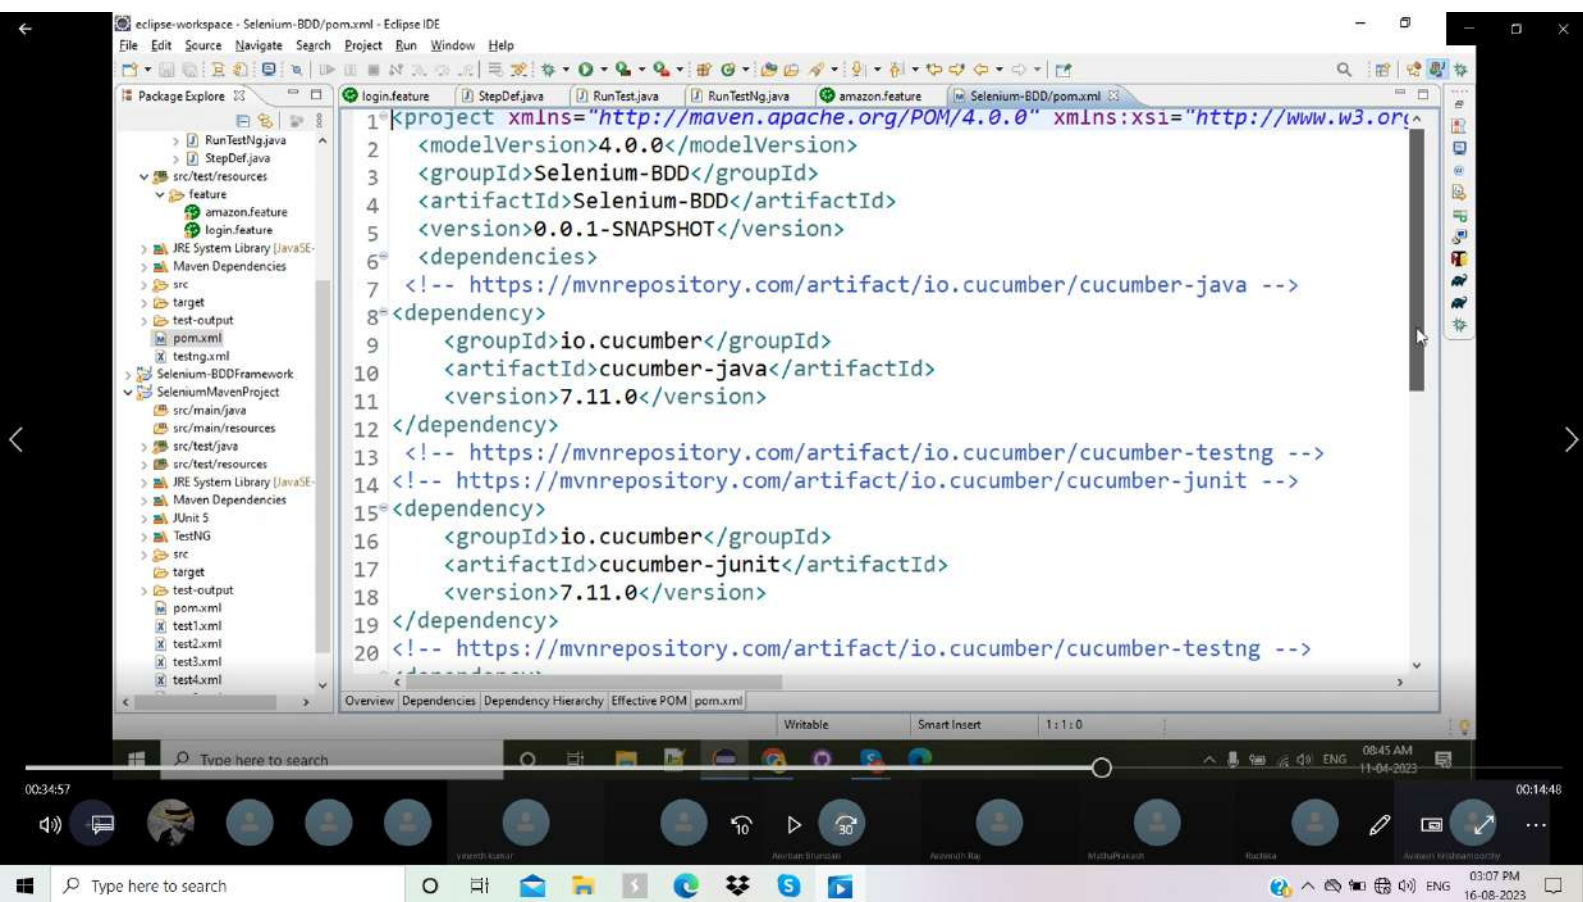 eclipse-workspace - Selenium-BDD/pom.xml - Eclipse IDE
File Edit Source Navigate Search Project Run Window Help
Package Explore
login.feature
StepDef.java
RunTest.java
RunTestNg.java
amazon.feature
Selenium-BDD/pom.xml
RunTestNg.java
StepDef.java
src/test/resources
feature
amazon.feature
login.feature
JRE System Library [JavaSE-
Maven Dependencies
src
target
test-output
pom.xml
testng.xml
Selenium-BDDFramework
SeleniumMavenProject
src/main/java
src/main/resources
src/test/java
src/test/resources
JRE System Library [JavaSE-
Maven Dependencies
JUnit 5
TestNG
src
target
test-output
pom.xml
test1.xml
test2.xml
test3.xml
test4.xml
1 <project xmlns="http://maven.apache.org/POM/4.0.0" xmlns:xsi="http://www.w3.org
2 <modelVersion>4.0.0</modelVersion>
3 <groupId>Selenium-BDD</groupId>
4 <artifactId>Selenium-BDD</artifactId>
5 <version>0.0.1-SNAPSHOT</version>
6 <dependencies>
7 <!-- https://mvnrepository.com/artifact/io.cucumber/cucumber-java -->
8 <dependency>
9 <groupId>io.cucumber</groupId>
10 <artifactId>cucumber-java</artifactId>
11 <version>7.11.0</version>
12 </dependency>
13 <!-- https://mvnrepository.com/artifact/io.cucumber/cucumber-testng -->
14 <!-- https://mvnrepository.com/artifact/io.cucumber/cucumber-junit -->
15 <dependency>
16 <groupId>io.cucumber</groupId>
17 <artifactId>cucumber-junit</artifactId>
18 <version>7.11.0</version>
19 </dependency>
20 <!-- https://mvnrepository.com/artifact/io.cucumber/cucumber-testng -->
Overview Dependencies Dependency Hierarchy Effective POM pom.xml
Writable Smart Insert 1:1:0
Type here to search
ENG 08:45 AM
11-04-2023
00:34:57 00:14:48
10 30
Type here to search
ENG 03:07 PM
16-08-2023